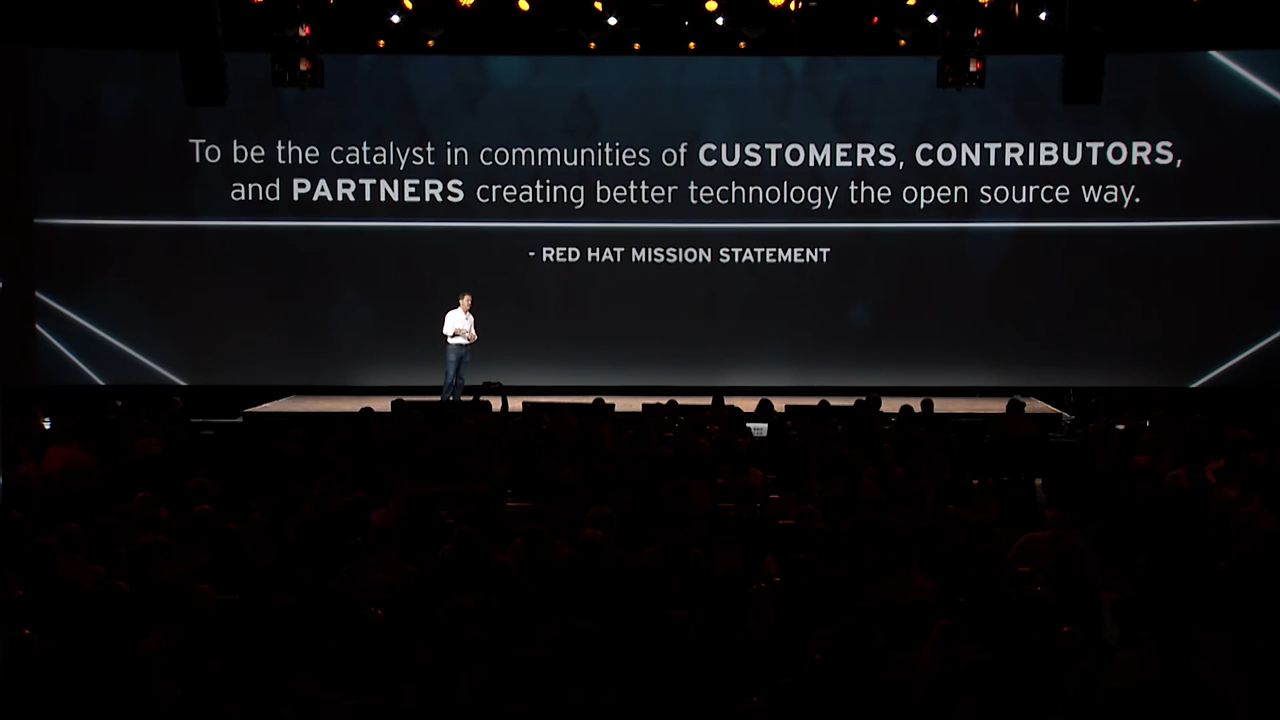 To be the catalyst in communities of CUSTOMERS, CONTRIBUTORS,
and PARTNERS creating better technology the open source way.
- RED HAT MISSION STATEMENT